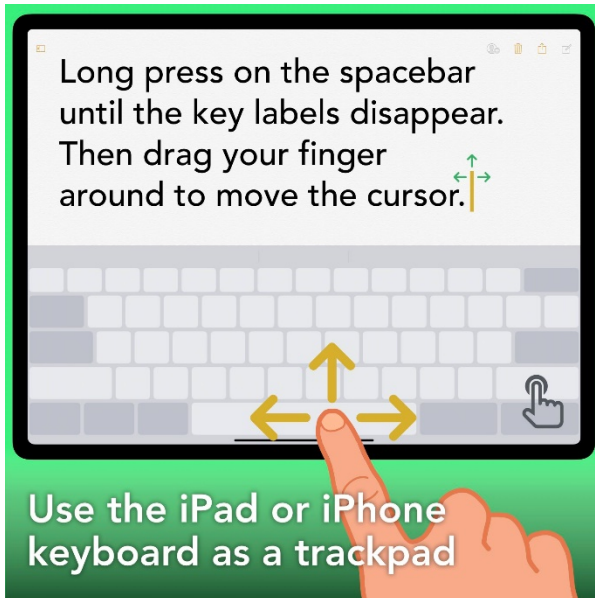 Long press on the spacebar
until the key labels disappear.
Then drag your finger
around to move the cursor.
Use the iPad or iPhone
keyboard as a trackpad